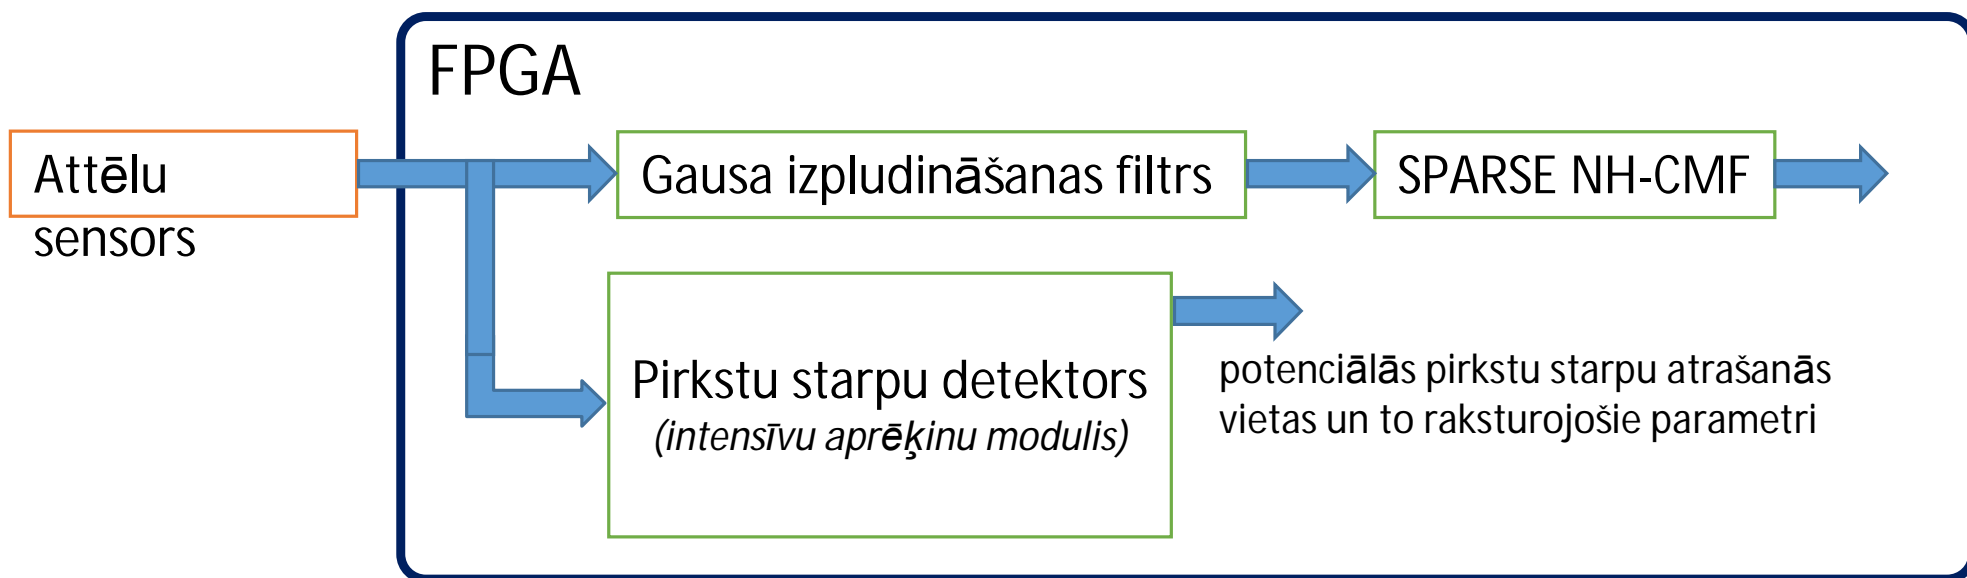 FPGA
Attēlu
sensors
Gausa izpludināšanas filtrs
SPARSE NH-CMF
Pirkstu starpu detektors
(intensīvu aprēķinu modulis)
potenciālās pirkstu starpu atrašanās
vietas un to raksturojošie parametri